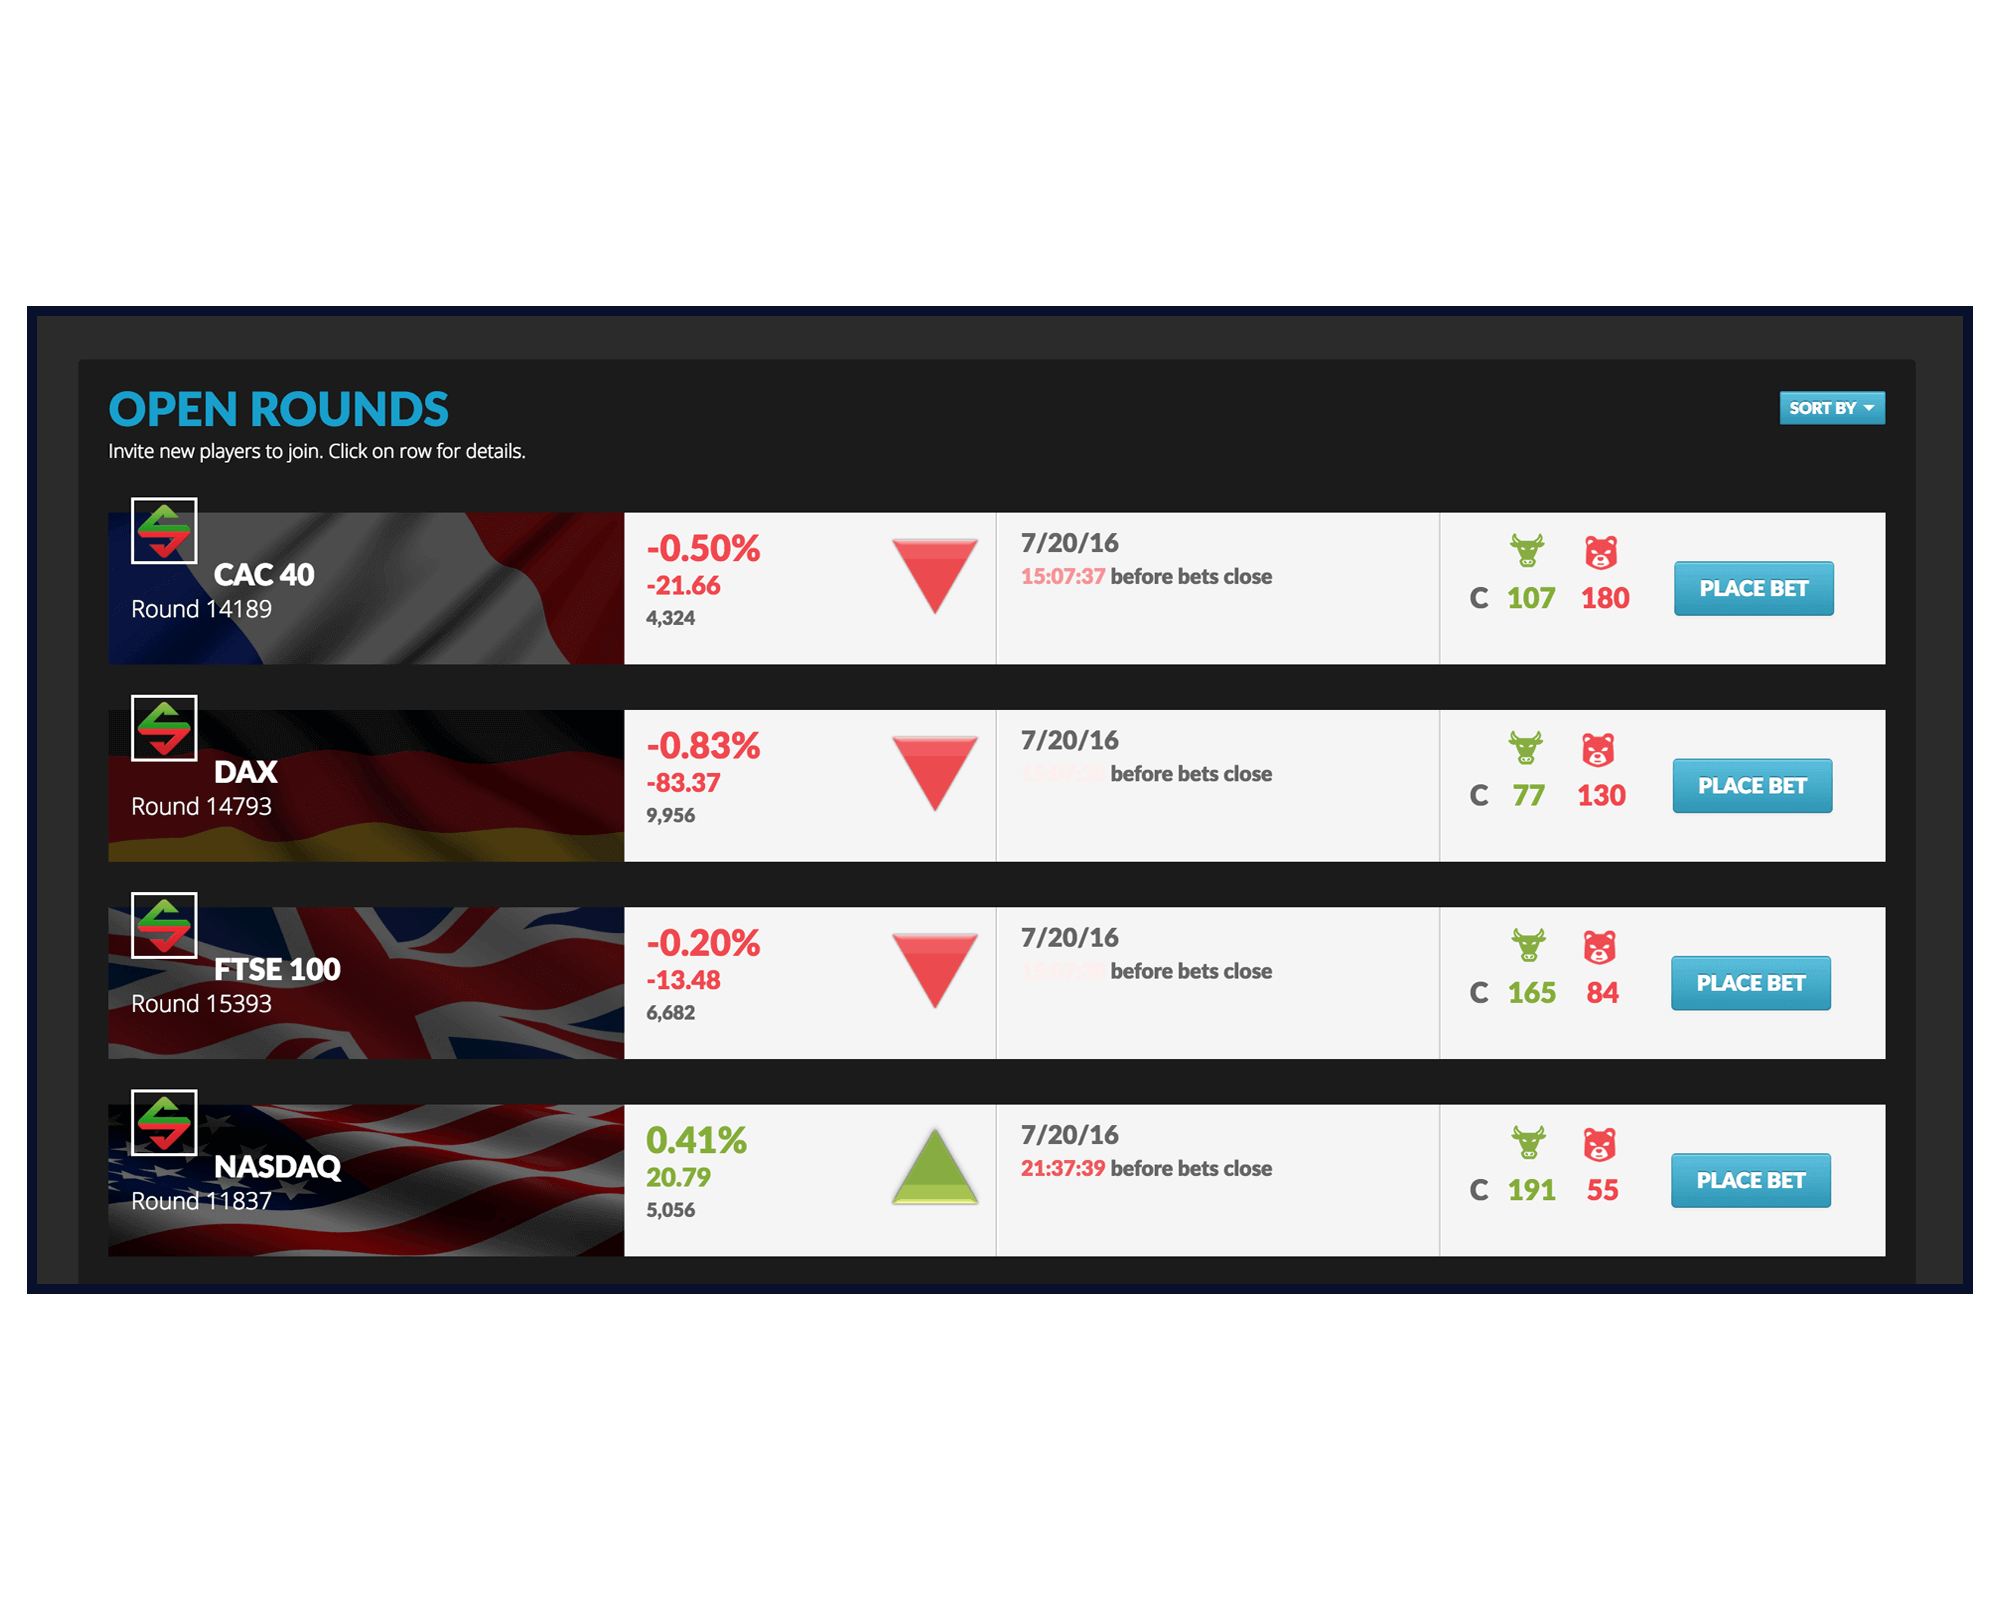 OPEN ROUNDS
SORT BY
Invite new players to join. Click on row for details.
CAC 40
Round 14189
-0.50%
-21.66
4,324
7/20/16
15:07:37 before bets close
C 107 180
PLACE BET
DAX
Round 14793
-0.83%
-83.37
9,956
7/20/16
before bets close
C 77 130
PLACE BET
FTSE 100
Round 15393
-0.20%
-13.48
6,682
7/20/16
before bets close
C 165 84
PLACE BET
NASDAQ
Round 11837
0.41%
20.79
5,056
7/20/16
21:37:39 before bets close
C 191 55
PLACE BET